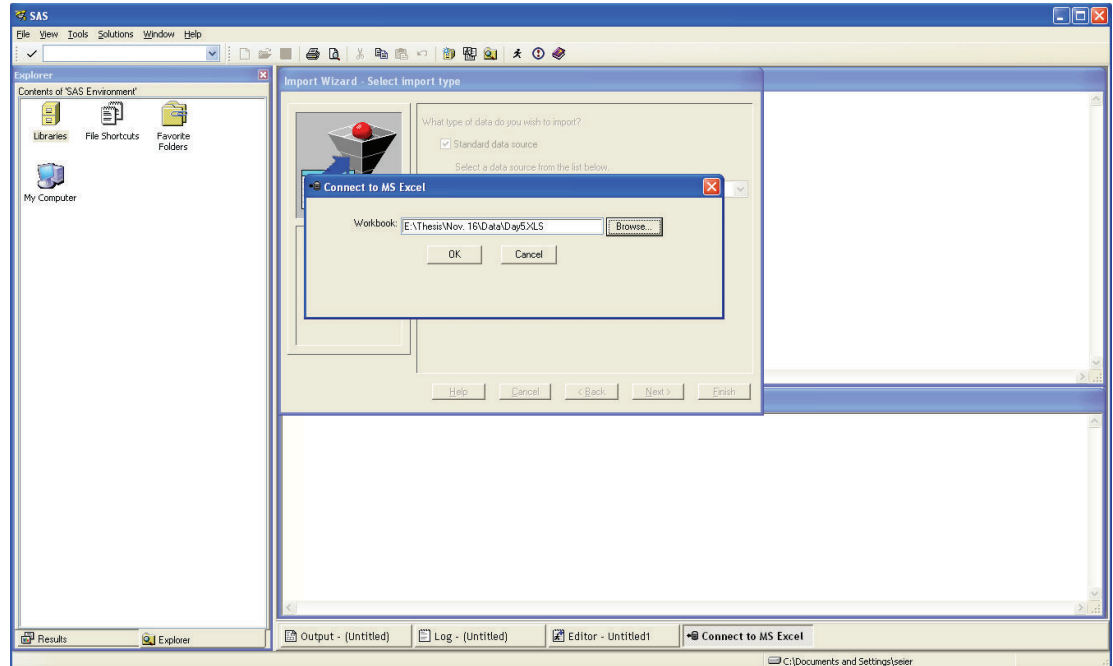 SAS
File View Tools Solutions Window Help
Explorer
Contents of 'SAS Environment'
Libraries
File Shortcuts
Favorite Folders
My Computer
Import Wizard - Select import type
What type of data do you wish to import?
Standard data source
Select a data source from the list below.
Connect to MS Excel
Workbook: E:\Thesis\Nov. 16\Data\Day5.XLS Browse...
OK Cancel
Help Cancel < Back Next > Finish
Results Explorer
Output - (Untitled) Log - (Untitled) Editor - Untitled1 Connect to MS Excel
C:\Documents and Settings\seier